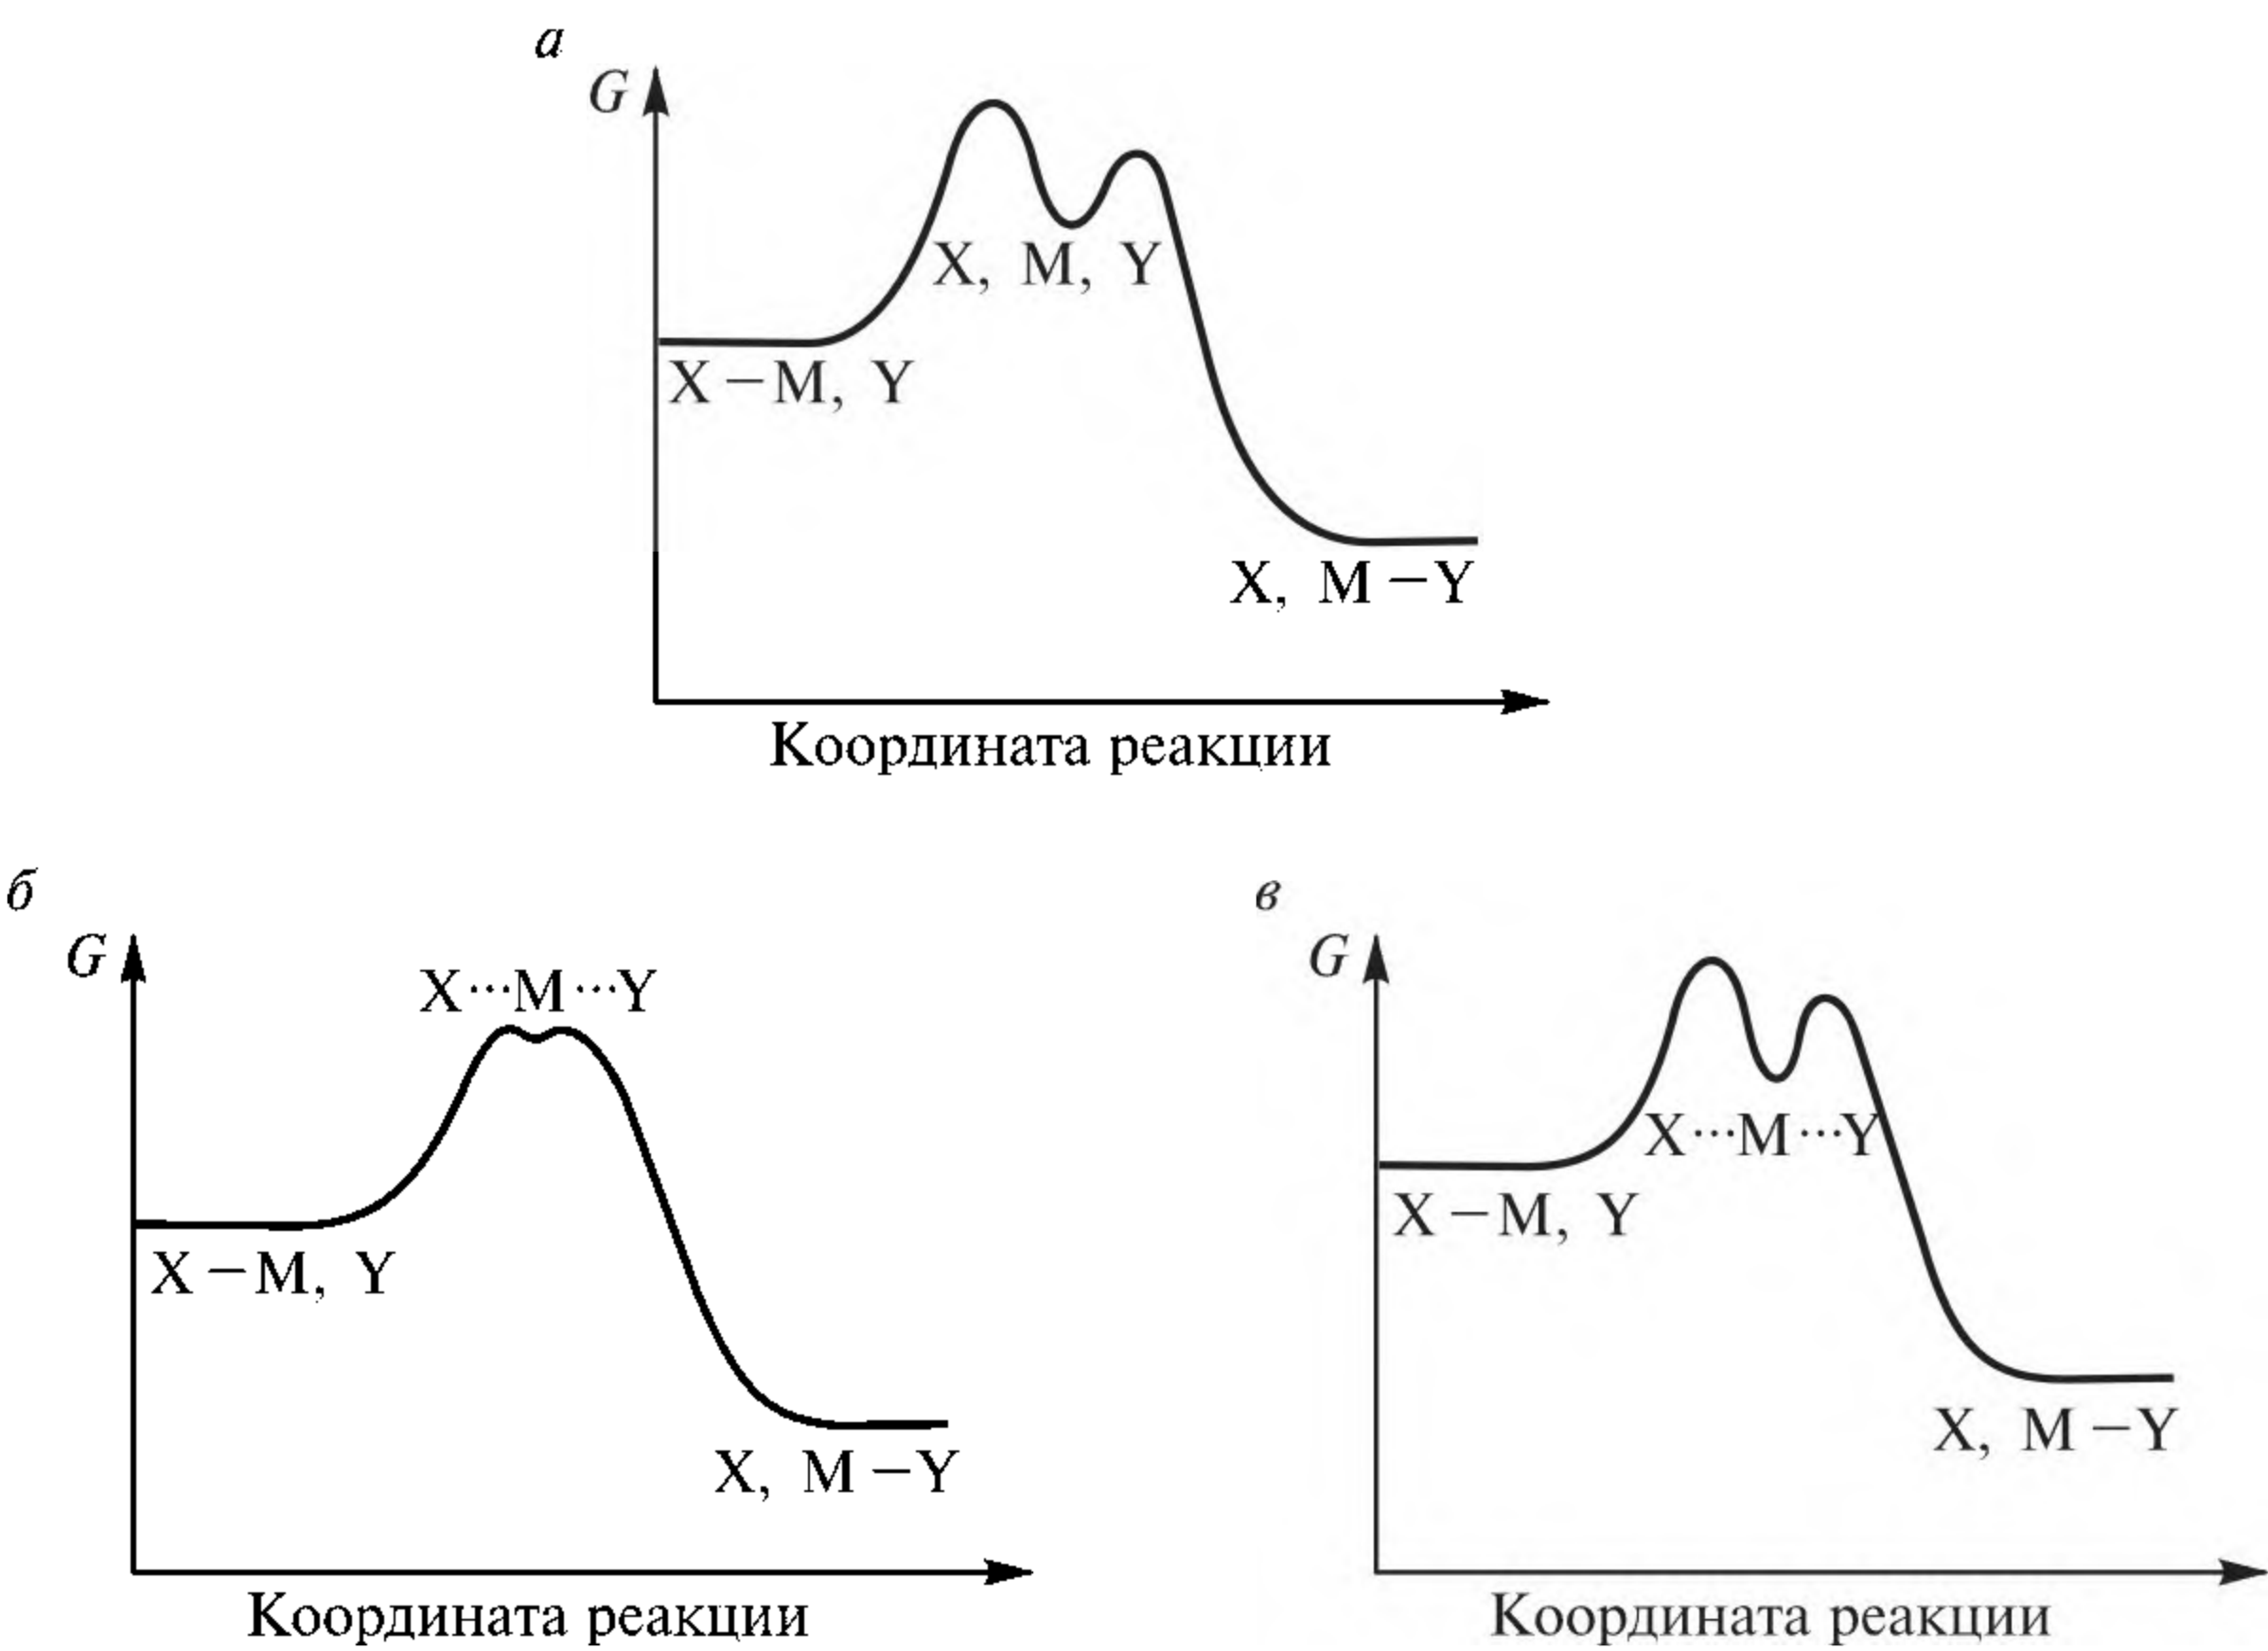 а
G
X, M, Y
X – M, Y
X, M – Y
Координата реакции
б
G
X···M···Y
X – M, Y
X, M – Y
Координата реакции
в
G
X···M···Y
X – M, Y
X, M – Y
Координата реакции